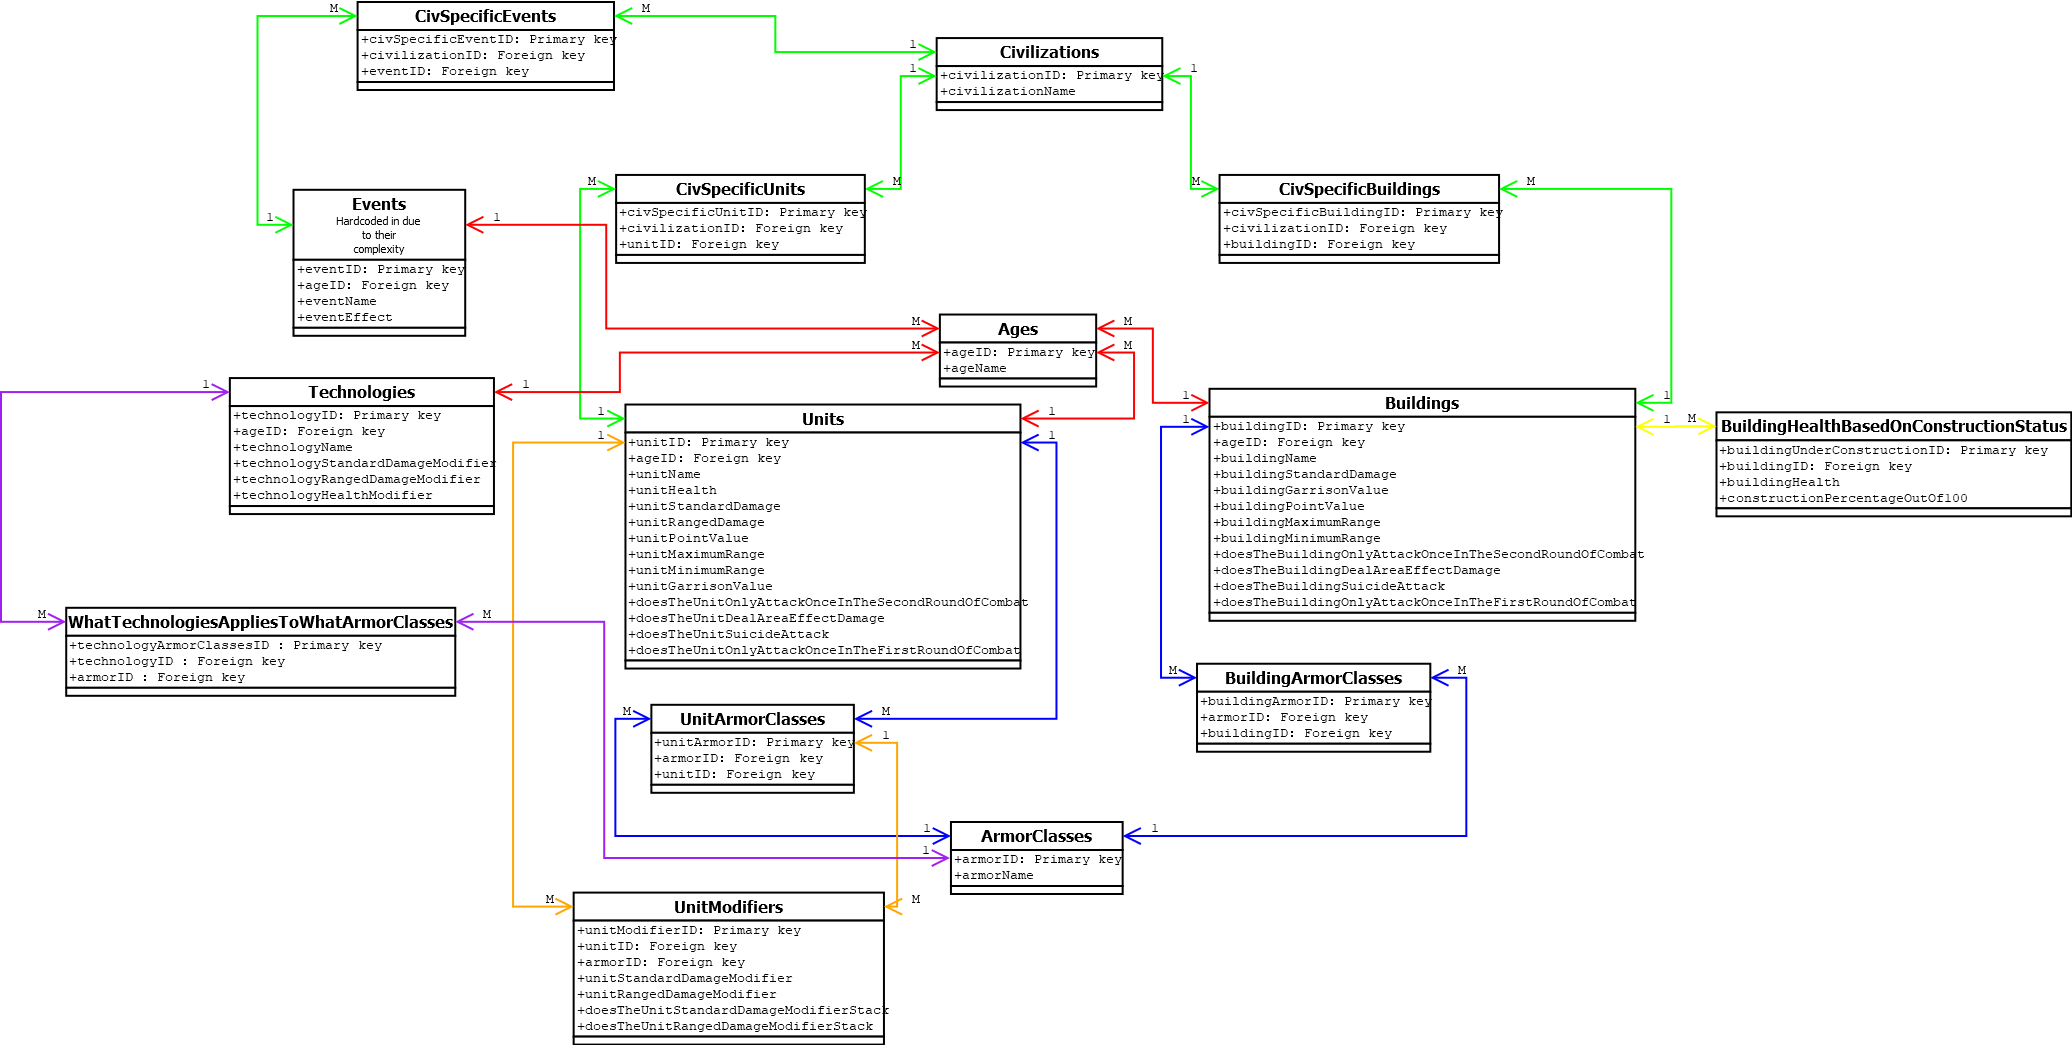 CivSpecificEvents
+civSpecificEventID: Primary key
+civilizationID: Foreign key
+eventID: Foreign key
M
M
1
1
1
Civilizations
+civilizationID: Primary key
+civilizationName
M
M
CivSpecificUnits
+civSpecificUnitID: Primary key
+civilizationID: Foreign key
+unitID: Foreign key
M
M
CivSpecificBuildings
+civSpecificBuildingID: Primary key
+civilizationID: Foreign key
+buildingID: Foreign key
1
1
Events
Hardcoded in due
to their
complexity
+eventID: Primary key
+ageID: Foreign key
+eventName
+eventEffect
M
M
M
M
Ages
+ageID: Primary key
+ageName
1
1
Technologies
+technologyID: Primary key
+ageID: Foreign key
+technologyName
+technologyStandardDamageModifier
+technologyRangedDamageModifier
+technologyHealthModifier
1
1
1
1
Units
+unitID: Primary key
+ageID: Foreign key
+unitName
+unitHealth
+unitStandardDamage
+unitRangedDamage
+unitPointValue
+unitMaximumRange
+unitMinimumRange
+unitGarrisonValue
+doesTheUnitOnlyAttackOnceInTheSecondRoundOfCombat
+doesTheUnitDealAreaEffectDamage
+doesTheUnitSuicideAttack
+doesTheUnitOnlyAttackOnceInTheFirstRoundOfCombat
1
1
1
1
Buildings
+buildingID: Primary key
+ageID: Foreign key
+buildingName
+buildingStandardDamage
+buildingGarrisonValue
+buildingPointValue
+buildingMaximumRange
+buildingMinimumRange
+doesTheBuildingOnlyAttackOnceInTheSecondRoundOfCombat
+doesTheBuildingDealAreaEffectDamage
+doesTheBuildingSuicideAttack
+doesTheBuildingOnlyAttackOnceInTheFirstRoundOfCombat
M
BuildingHealthBasedOnConstructionStatus
+buildingUnderConstructionID: Primary key
+buildingID: Foreign key
+buildingHealth
+constructionPercentageOutOf100
M
M
WhatTechnologiesAppliesToWhatArmorClasses
+technologyArmorClassesID : Primary key
+technologyID : Foreign key
+armorID : Foreign key
M
M
BuildingArmorClasses
+buildingArmorID: Primary key
+armorID: Foreign key
+buildingID: Foreign key
M
M
1
UnitArmorClasses
+unitArmorID: Primary key
+armorID: Foreign key
+unitID: Foreign key
1
1
1
ArmorClasses
+armorID: Primary key
+armorName
M
M
UnitModifiers
+unitModifierID: Primary key
+unitID: Foreign key
+armorID: Foreign key
+unitStandardDamageModifier
+unitRangedDamageModifier
+doesTheUnitStandardDamageModifierStack
+doesTheUnitRangedDamageModifierStack